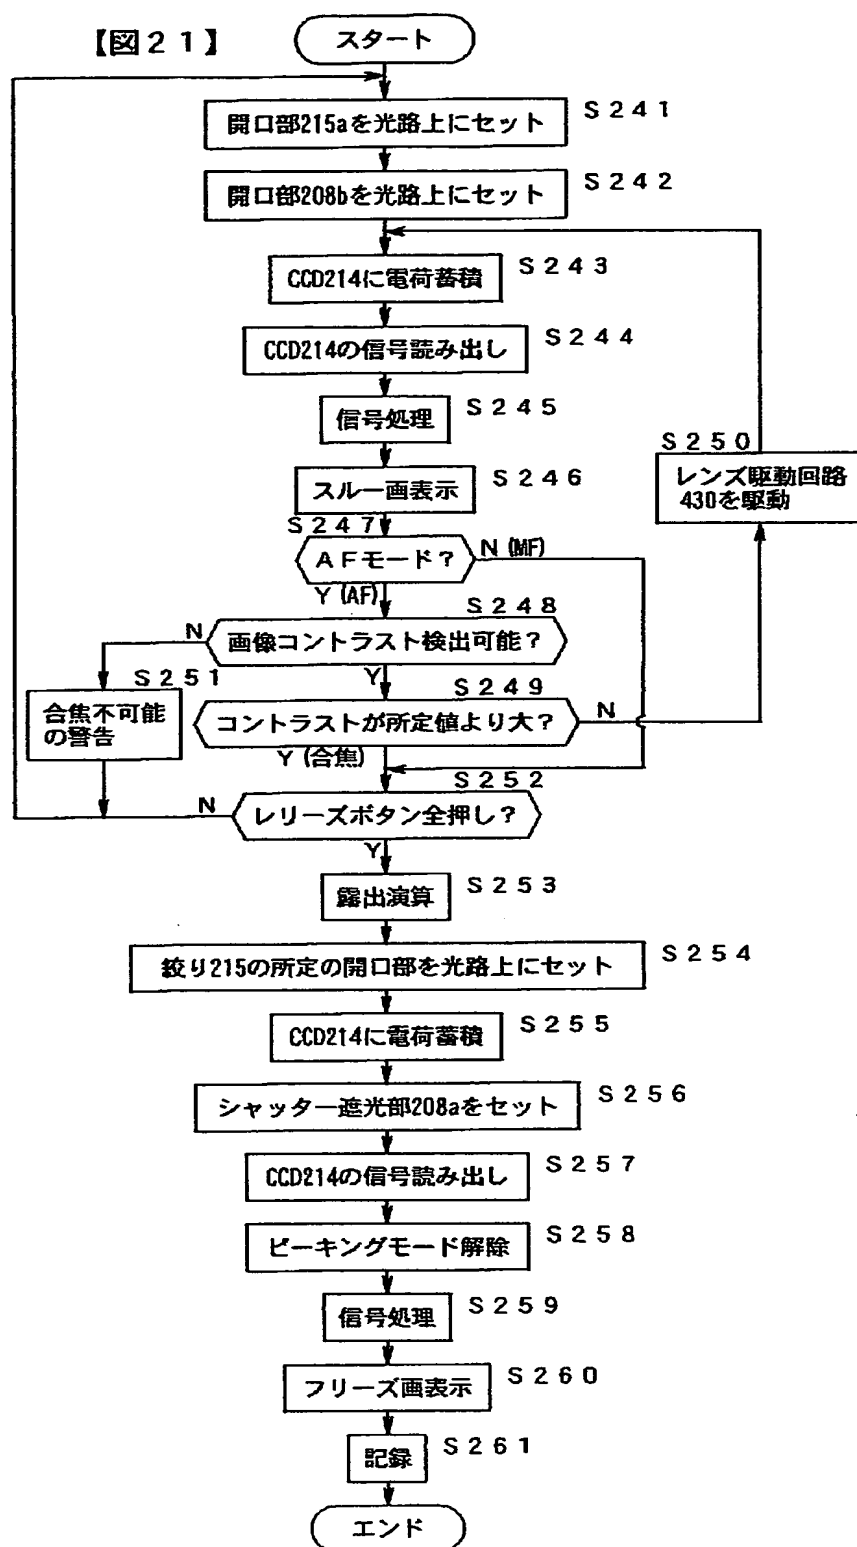 【図21】
スタート
開口部215aを光路上にセット
S241
開口部208bを光路上にセット
S242
CCD214に電荷蓄積
S243
CCD214の信号読み出し
S244
信号処理
S245
スルー画表示
S246
S247
AFモード?
N(MF)
Y(AF)
S248
画像コントラスト検出可能?
N
Y
S249
コントラストが所定値より大?
N
Y(合焦)
S250
レンズ駆動回路
430を駆動
S251
合焦不可能
の警告
S252
レリーズボタン全押し?
N
Y
露出演算
S253
絞り215の所定の開口部を光路上にセット
S254
CCD214に電荷蓄積
S255
シャッター遮光部208aをセット
S256
CCD214の信号読み出し
S257
ピーキングモード解除
S258
信号処理
S259
フリーズ画表示
S260
記録
S261
エンド